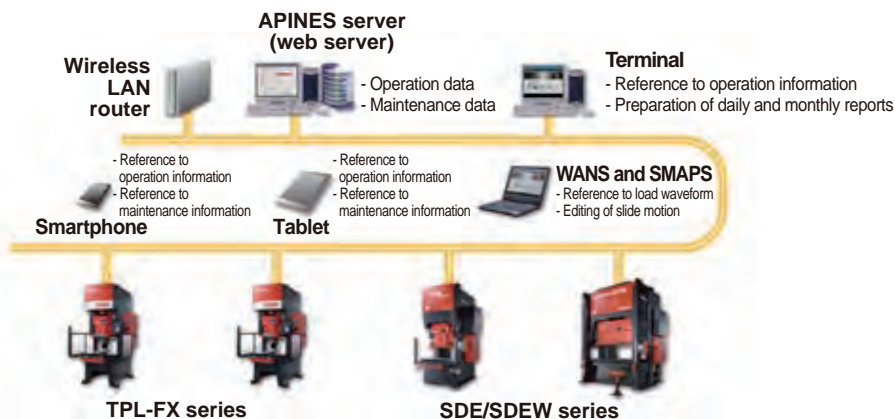 APINES server
(web server)
Wireless
LAN
router
- Operation data
- Maintenance data
Terminal
- Reference to operation information
- Preparation of daily and monthly reports
- Reference to
operation information
- Reference to
maintenance information
Smartphone
- Reference to
operation information
- Reference to
maintenance information
Tablet
WANS and SMAPS
- Reference to load waveform
- Editing of slide motion
TPL-FX series
SDE/SDEW series